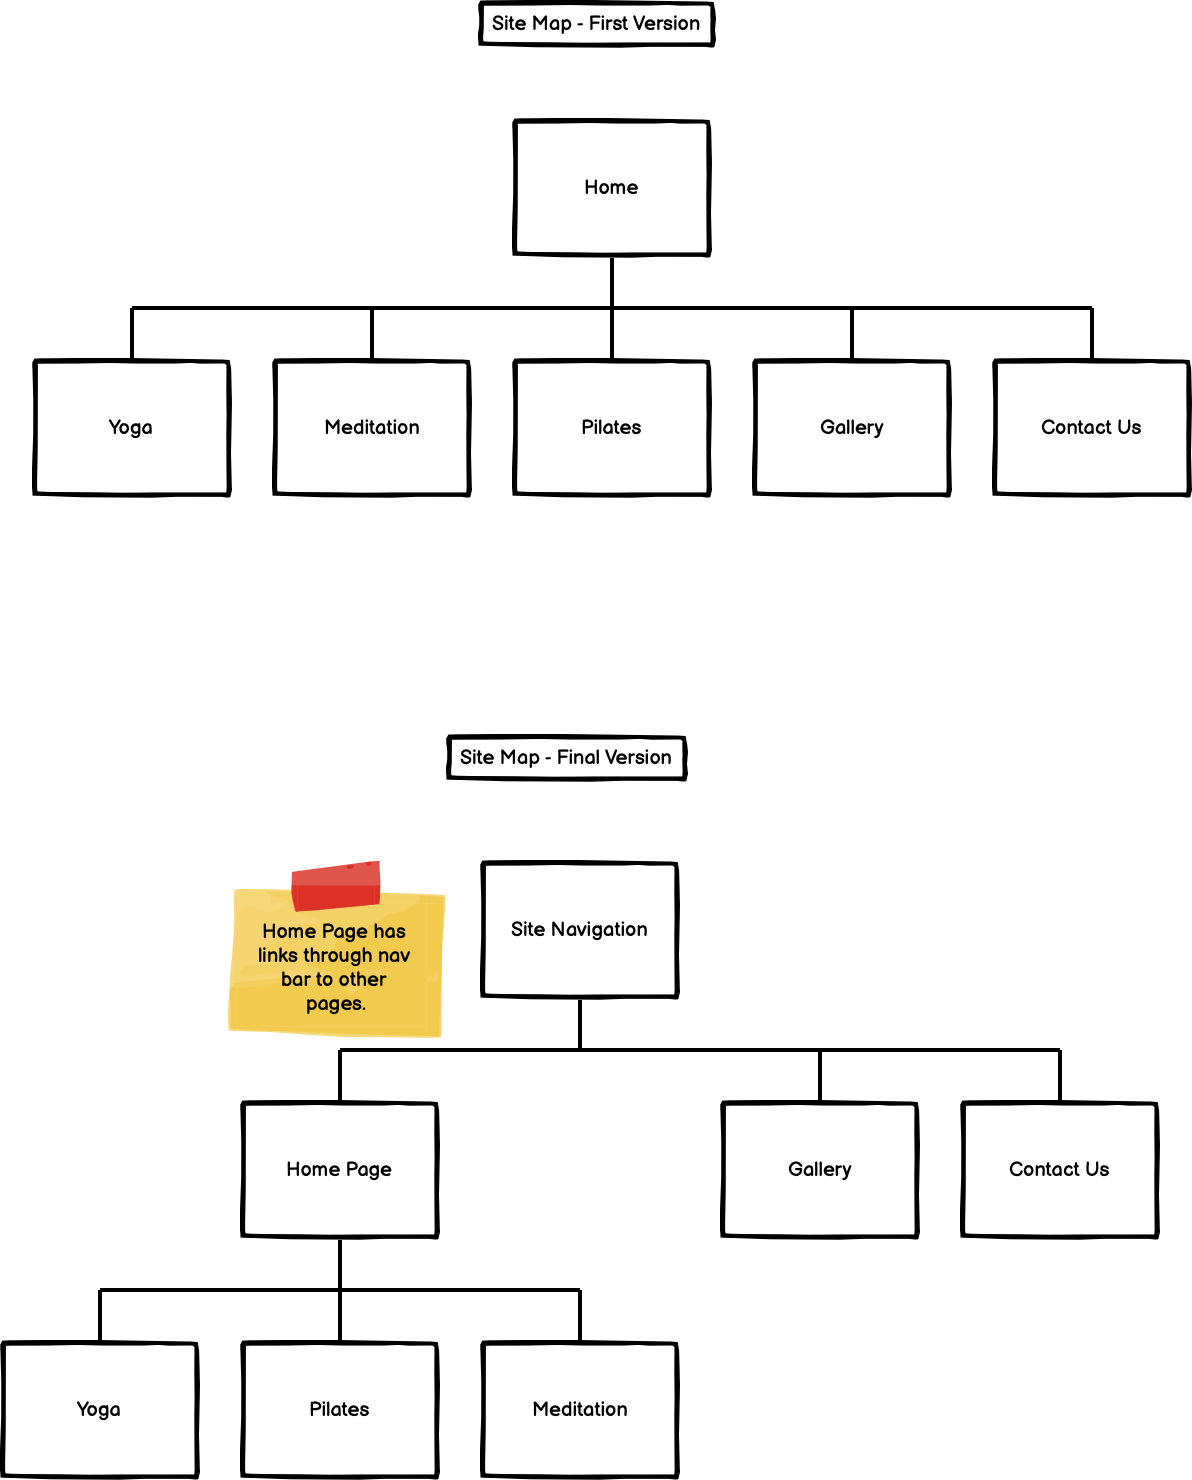 Site Map - First Version
Home
Yoga
Meditation
Pilates
Gallery
Contact Us
Site Map - Final Version
Home Page has
links through nav
bar to other
pages.
Site Navigation
Home Page
Gallery
Contact Us
Yoga
Pilates
Meditation